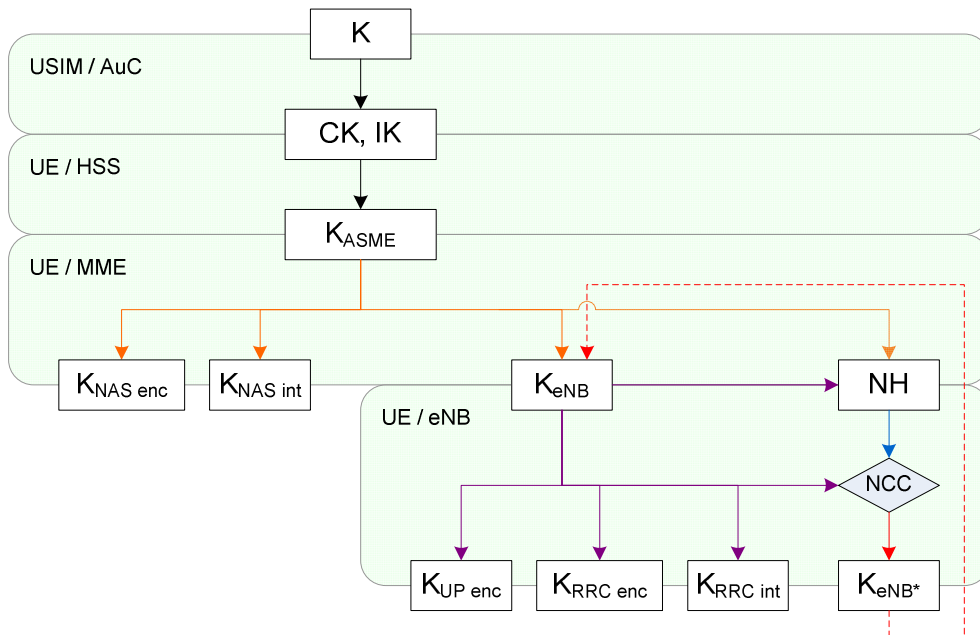 K
USIM / AuC
CK, IK
UE / HSS
KASME
UE / MME
KNAS enc
KNAS int
KeNB
NH
UE / eNB
NCC
KUP enc
KRRC enc
KRRC int
KeNB*